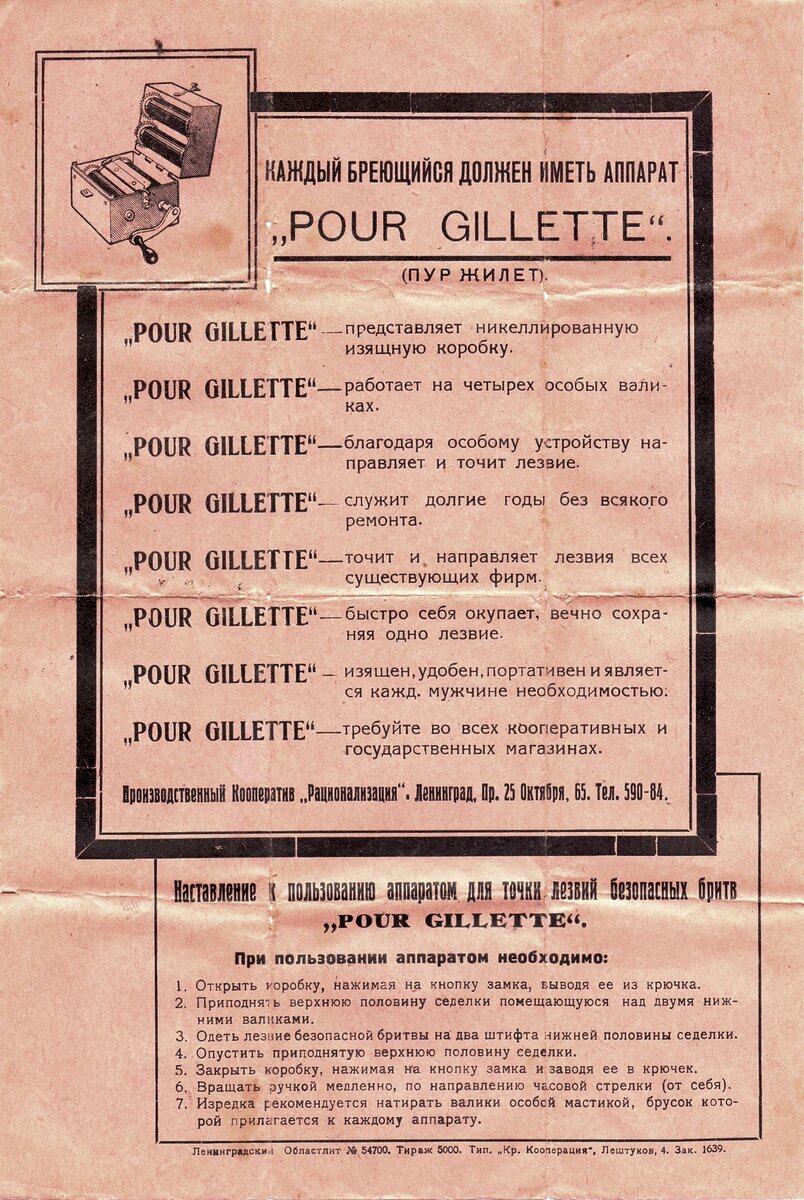 КАЖДЫЙ БРЕЮЩИЙСЯ ДОЛЖЕН ИМЕТЬ АППАРАТ
„POUR GILLETTE“.
(ПУР ЖИЛЕТ).
„POUR GILLETTE“—представляет никеллированную
изящную коробку.
„POUR GILLETTE“—работает на четырех особых вали-
ках.
„POUR GILLETTE“—благодаря особому устройству на-
правляет и точит лезвие.
„POUR GILLETTE“—служит долгие годы без всякого
ремонта.
„POUR GILLETTE“—точит и направляет лезвия всех
существующих фирм.
„POUR GILLETTE“—быстро себя окупает, вечно сохра-
няя одно лезвие.
„POUR GILLETTE“—изящен, удобен, портативен и являет-
ся кажд. мужчине необходимостью.
„POUR GILLETTE“—требуйте во всех кооперативных и
государственных магазинах.
Производственный Кооператив „Рационализация“. Ленинград, Пр. 25 Октября, 65. Тел. 590-84.
Наставление к пользованию аппаратом для точки лезвий безопасных бритв
„POUR GILLETTE“.
При пользовании аппаратом необходимо:
1. Открыть коробку, нажимая на кнопку замка, выводя ее из крючка.
2. Приподнять верхнюю половину седелки помещающуюся над двумя ниж-
ними валиками.
3. Одеть лезвие безопасной бритвы на два штифта нижней половины седелки.
4. Опустить приподнятую верхнюю половину седелки.
5. Закрыть коробку, нажимая на кнопку замка и заводя ее в крючек.
6. Вращать ручкой медленно, по направлению часовой стрелки (от себя).
7. Изредка рекомендуется натирать валики особой мастикой, брусок кото-
рой прилагается к каждому аппарату.
Ленинградский Областлит № 54700. Тираж 5000. Тип. „Кр. Кооперация“, Лештуков, 4. Зак. 1639.